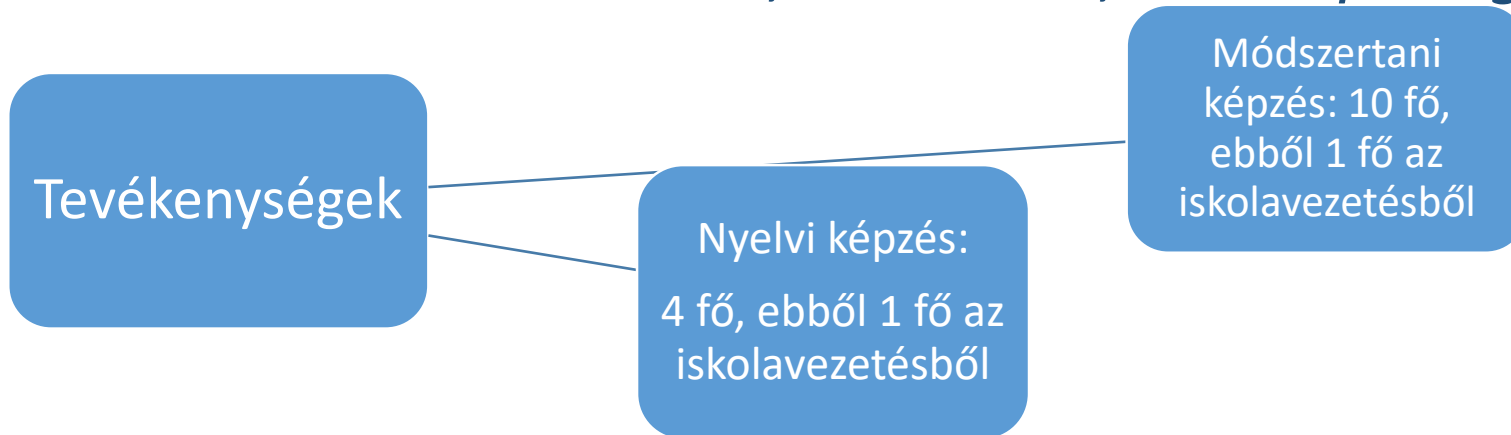 Tevékenységek
Nyelvi képzés:
4 fő, ebből 1 fő az
iskolavezetésből
Módszertani
képzés: 10 fő,
ebből 1 fő az
iskolavezetésből